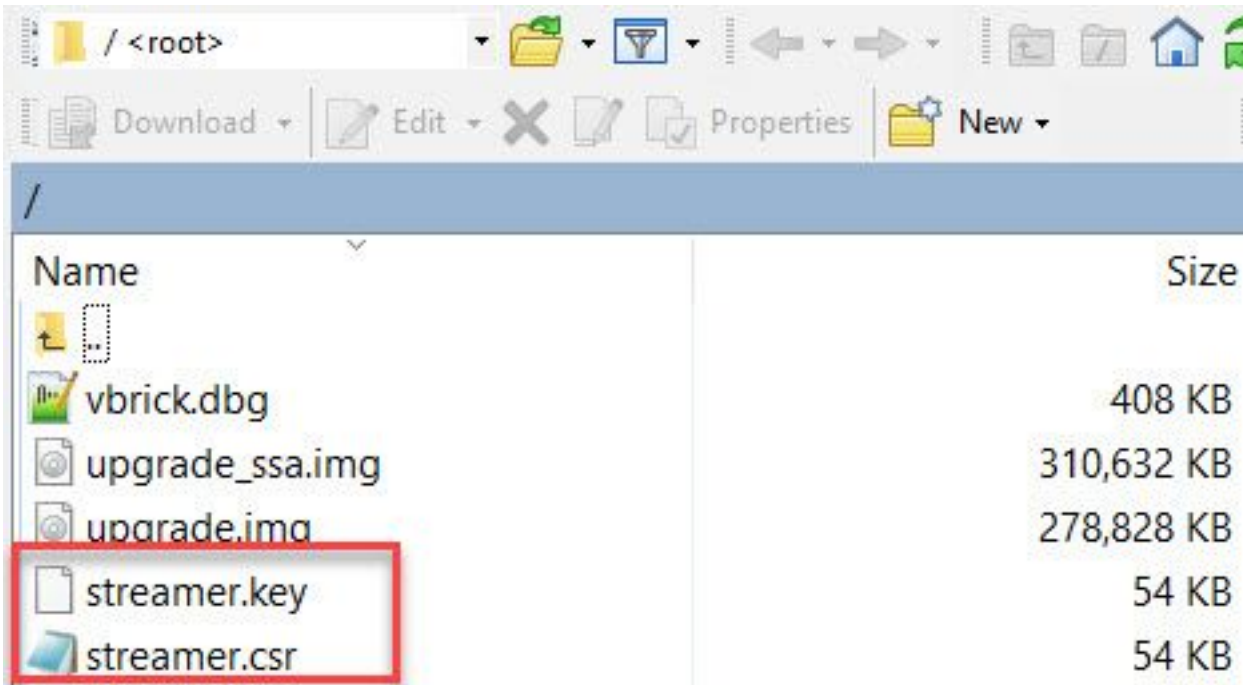 / <root>
Download Edit Properties New
/
Name Size
..
vbrick.dbg 408 KB
upgrade_ssa.img 310,632 KB
upgrade.img 278,828 KB
streamer.key 54 KB
streamer.csr 54 KB